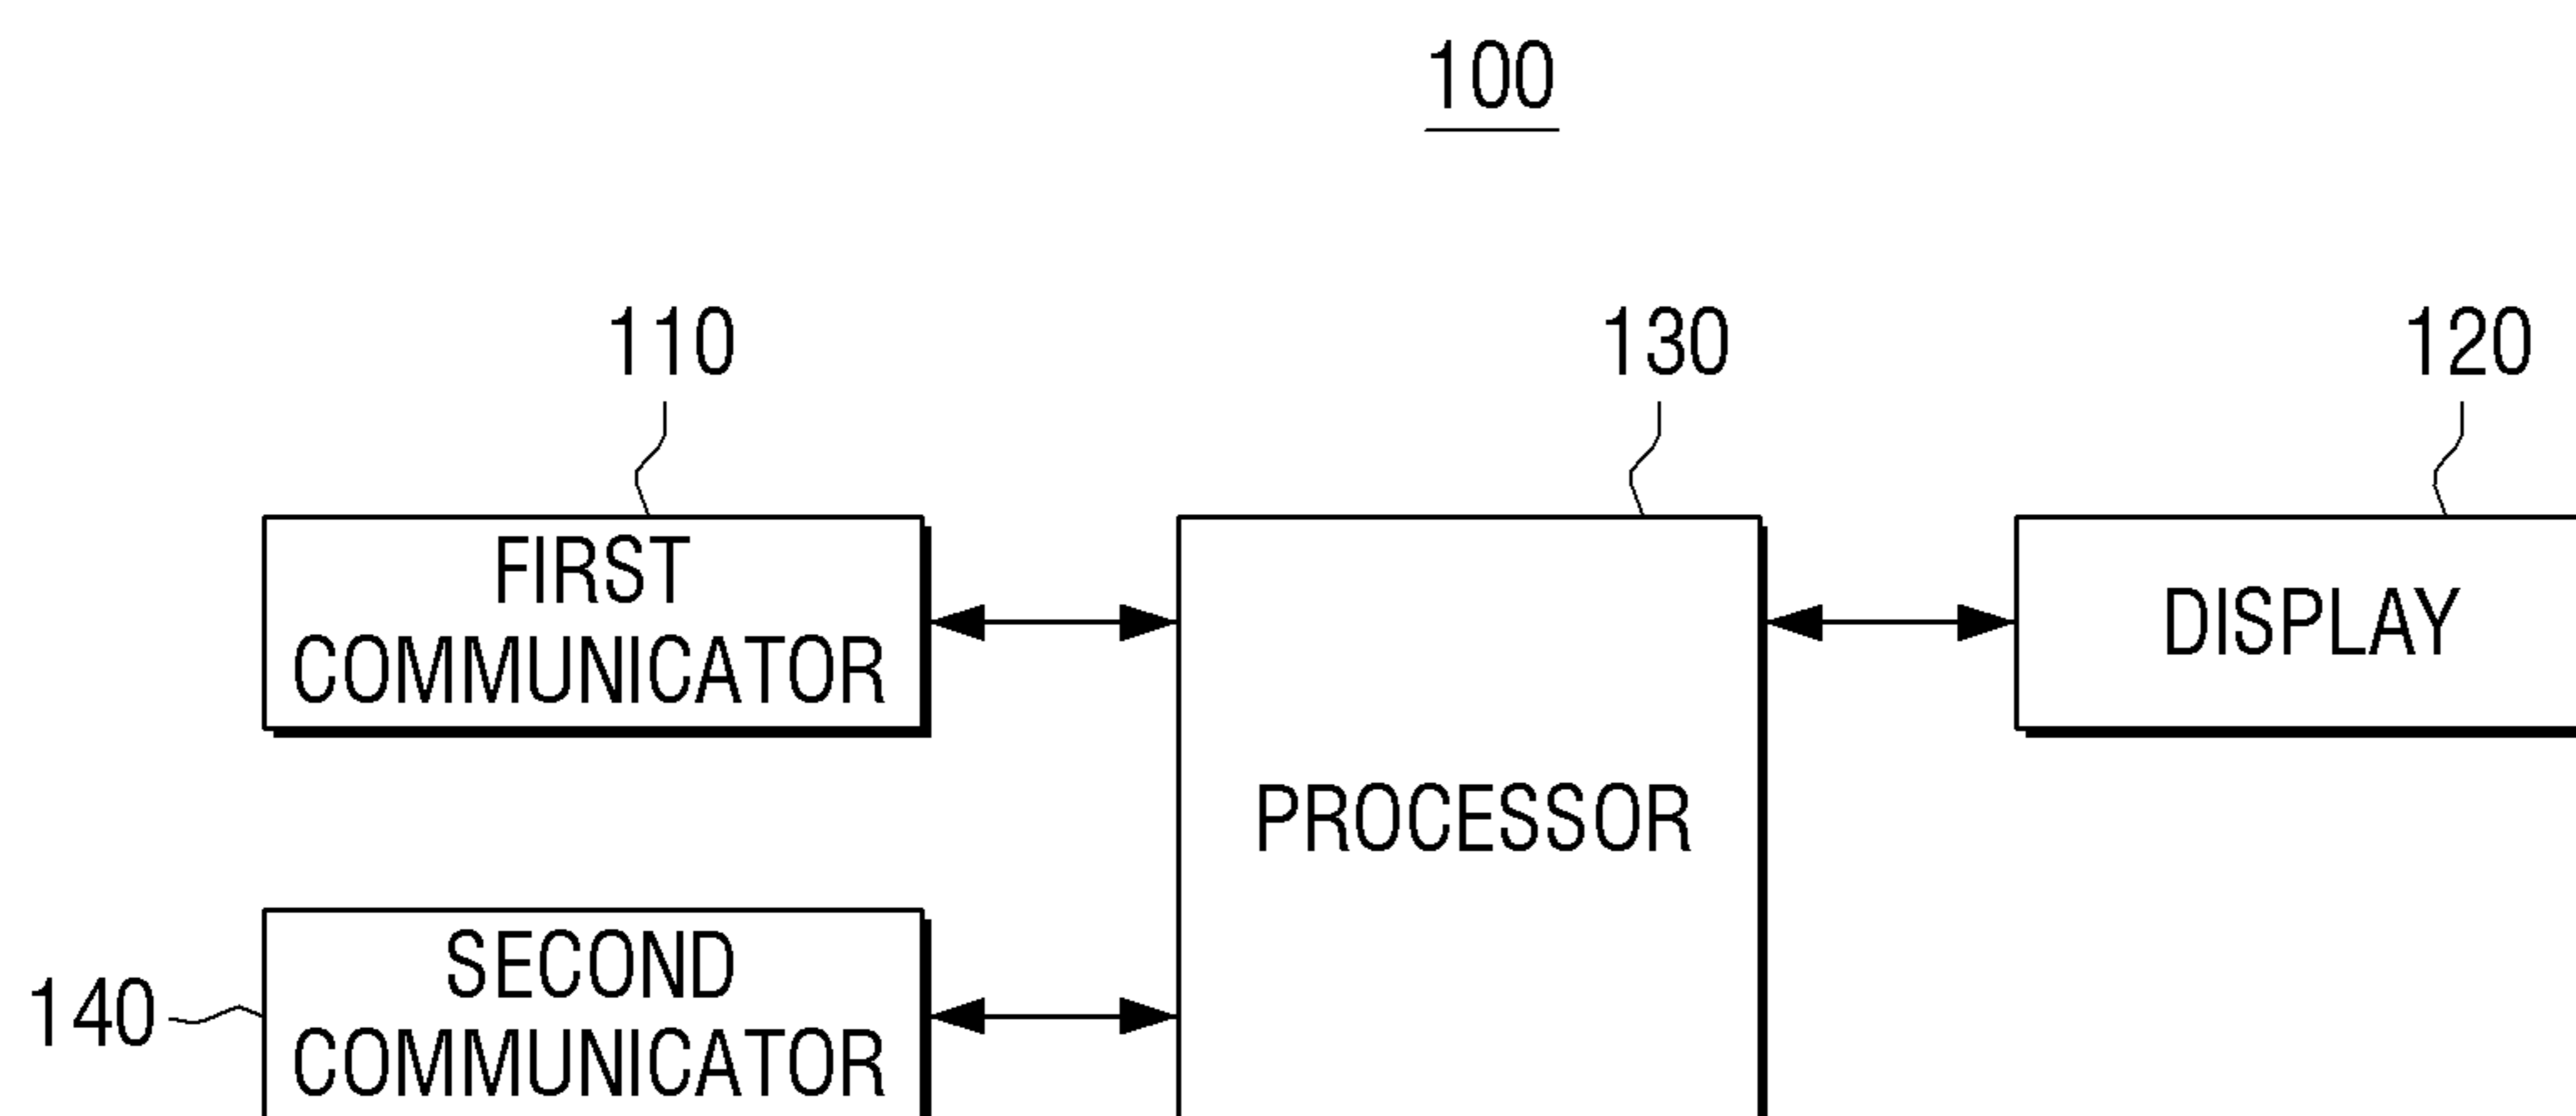 100
110
130
120
FIRST
COMMUNICATOR
DISPLAY
PROCESSOR
140
SECOND
COMMUNICATOR